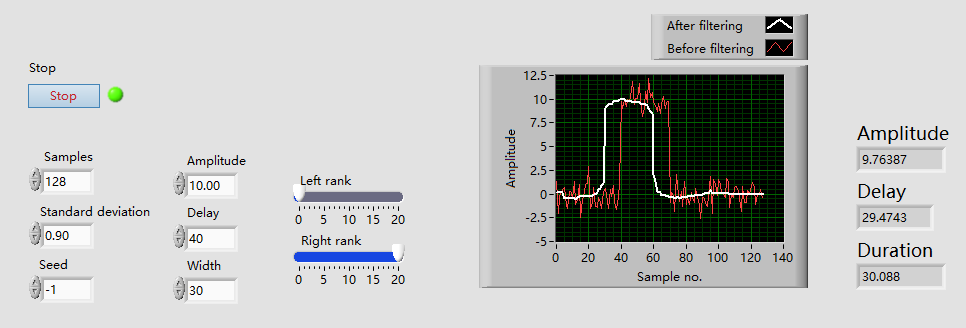 Stop
Stop
Samples
128
Standard deviation
0.90
Seed
-1
Amplitude
10.00
Delay
40
Width
30
Left rank
0 5 10 15 20
Right rank
0 5 10 15 20
After filtering
Before filtering
Amplitude
12.5
10
7.5
5
2.5
0
-2.5
-5
0 20 40 60 80 100 120 140
Sample no.
Amplitude
9.76387
Delay
29.4743
Duration
30.088